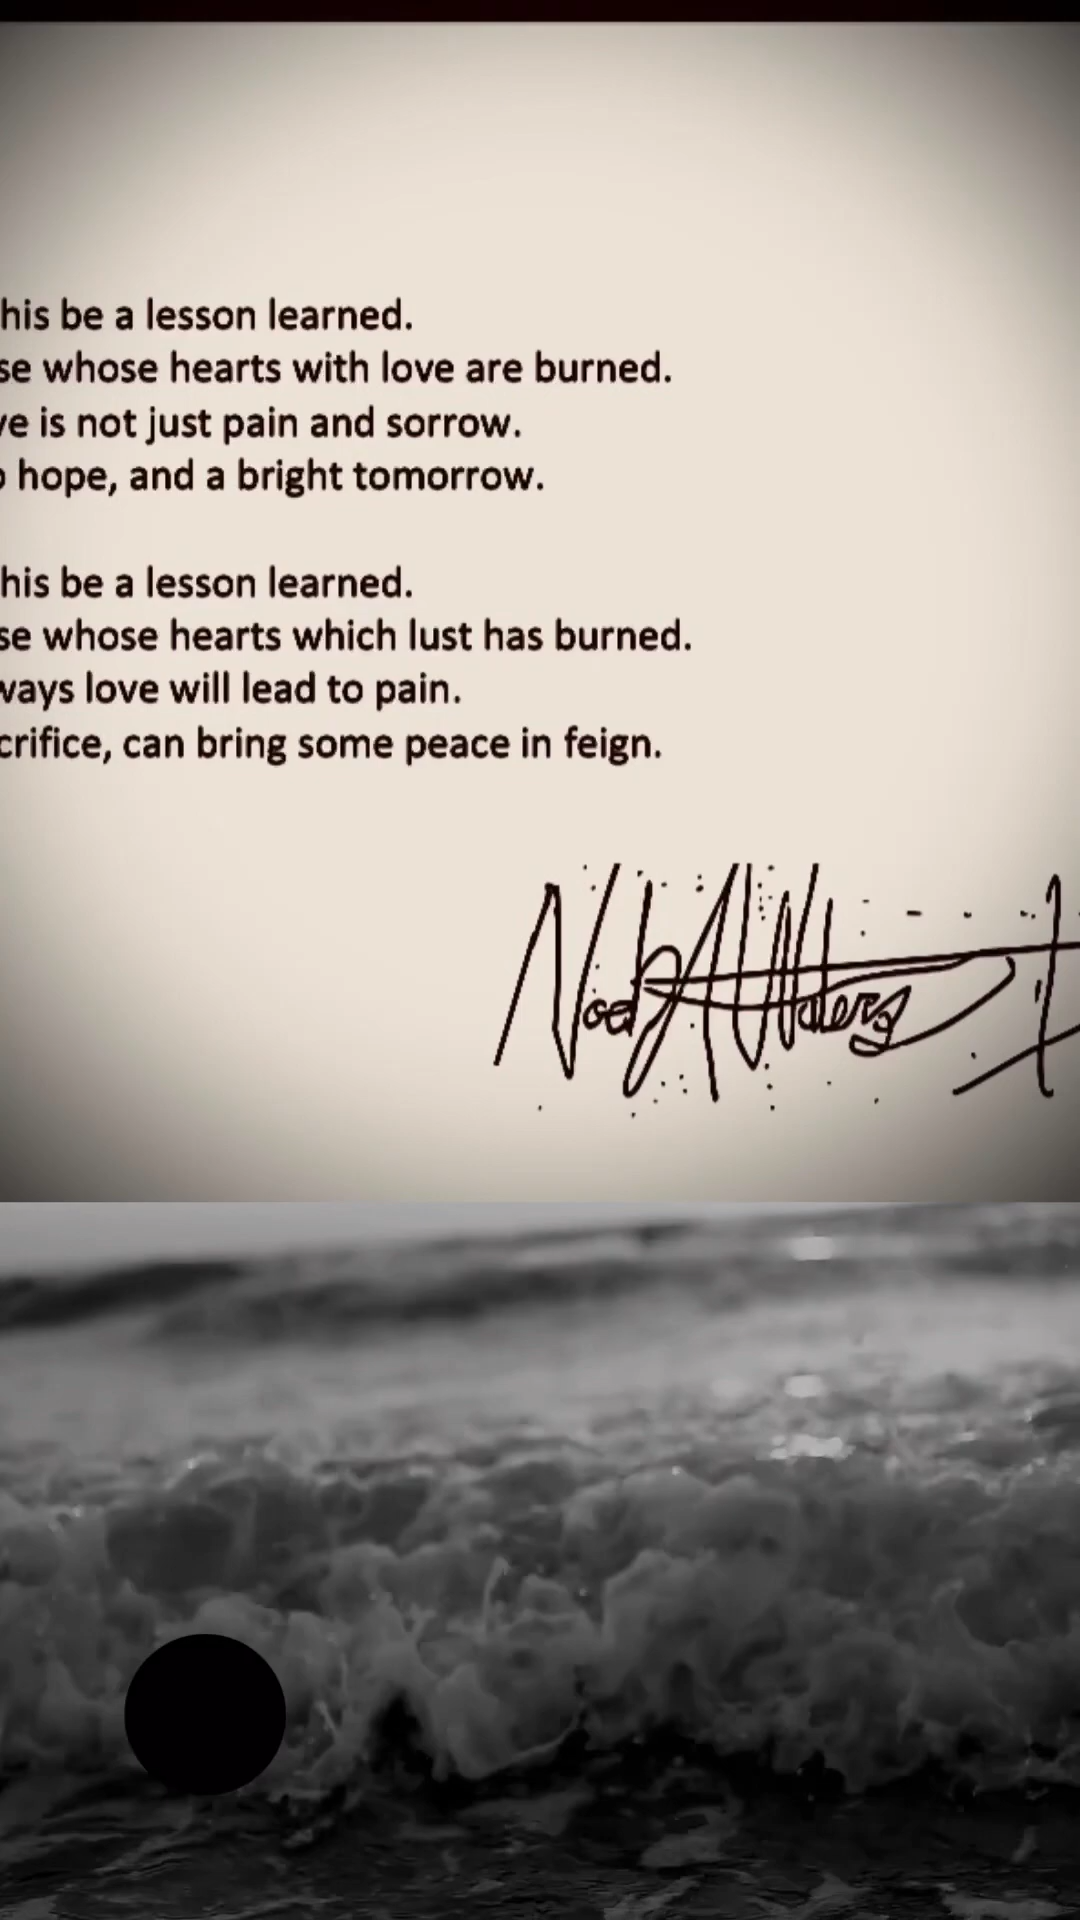 his be a lesson learned.
se whose hearts with love are burned.
ve is not just pain and sorrow.
o hope, and a bright tomorrow.
his be a lesson learned.
se whose hearts which lust has burned.
ways love will lead to pain.
crifice, can bring some peace in feign.